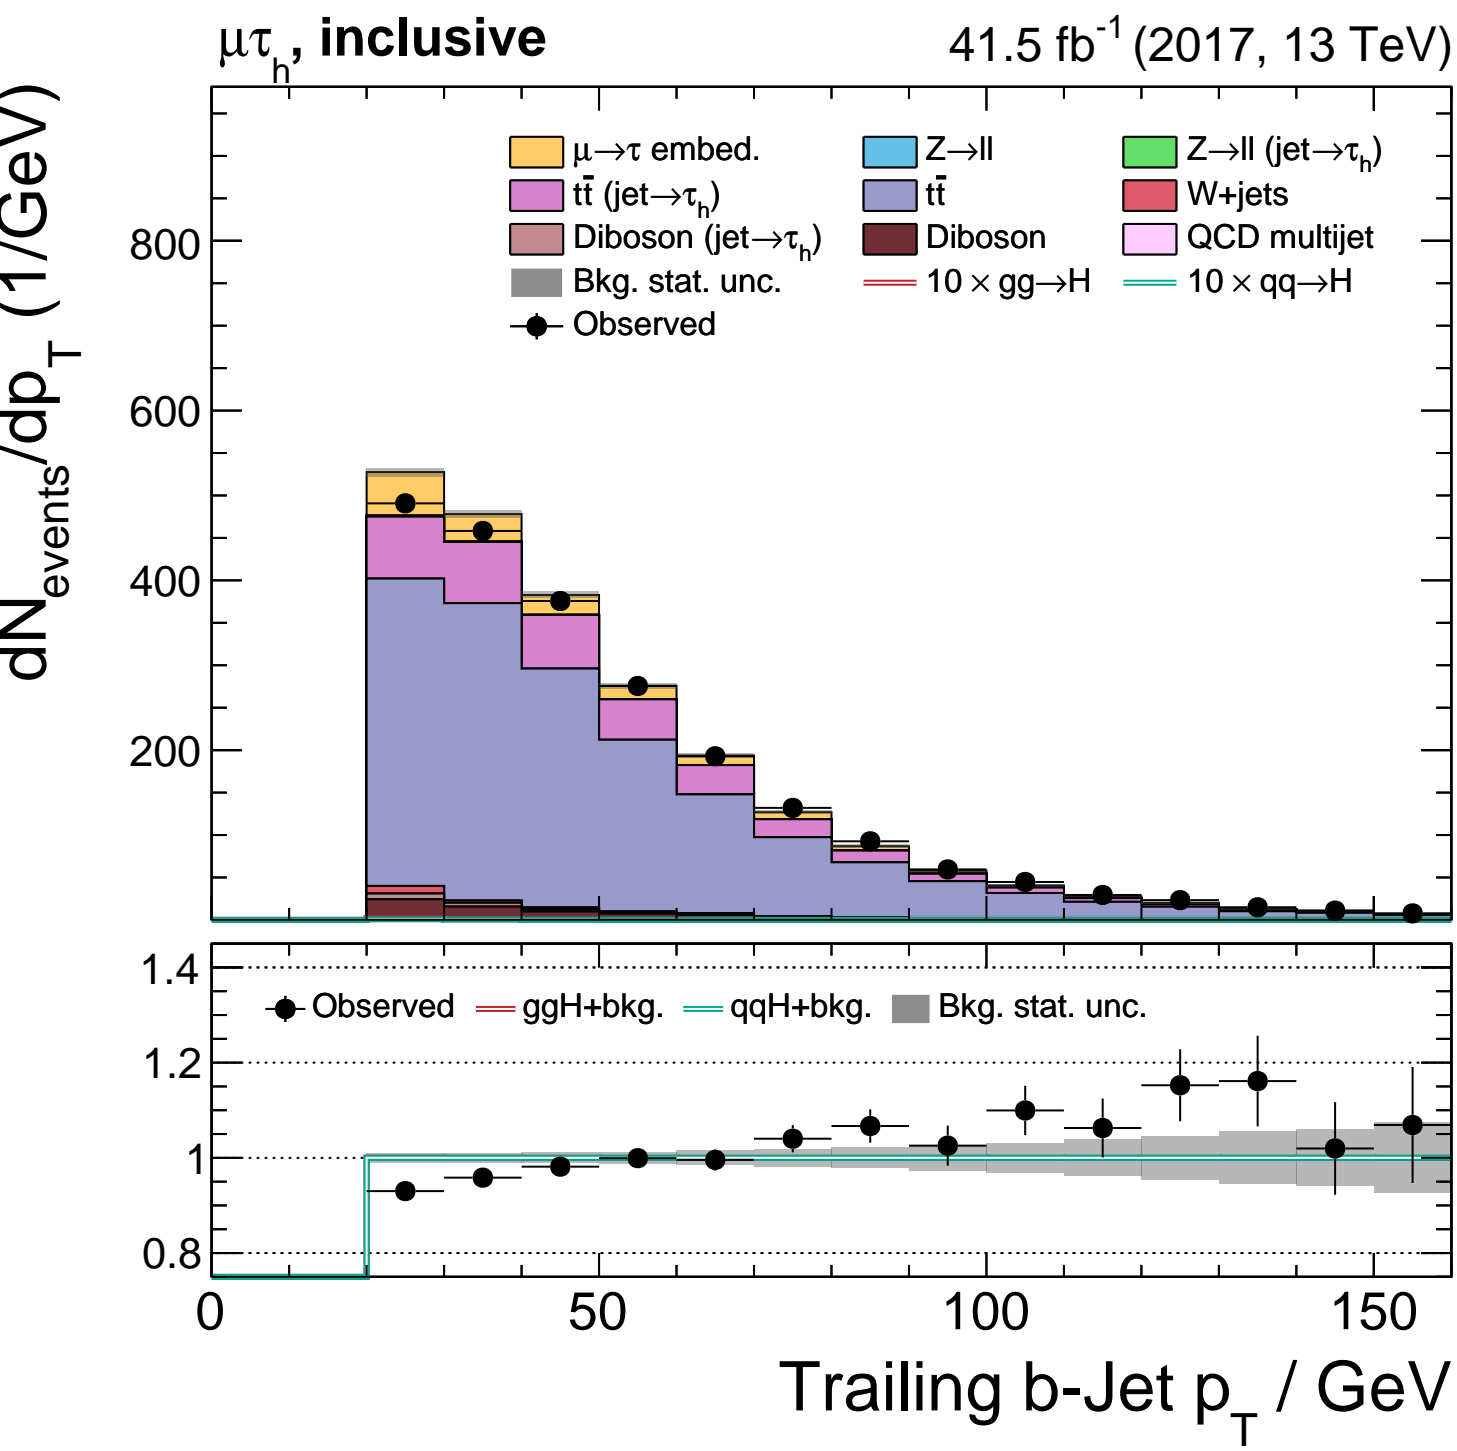 μτh, inclusive 41.5 fb-1 (2017, 13 TeV)
dNevents/dpT (1/GeV)
μ→τ embed. Z→ll Z→ll (jet→τh)
tt̄ (jet→τh) tt̄ W+jets
Diboson (jet→τh) Diboson QCD multijet
Bkg. stat. unc. 10 × gg→H 10 × qq→H
Observed
800
600
400
200
1.4
Observed ggH+bkg. qqH+bkg. Bkg. stat. unc.
1.2
1
0.8
0 50 100 150
Trailing b-Jet pT / GeV